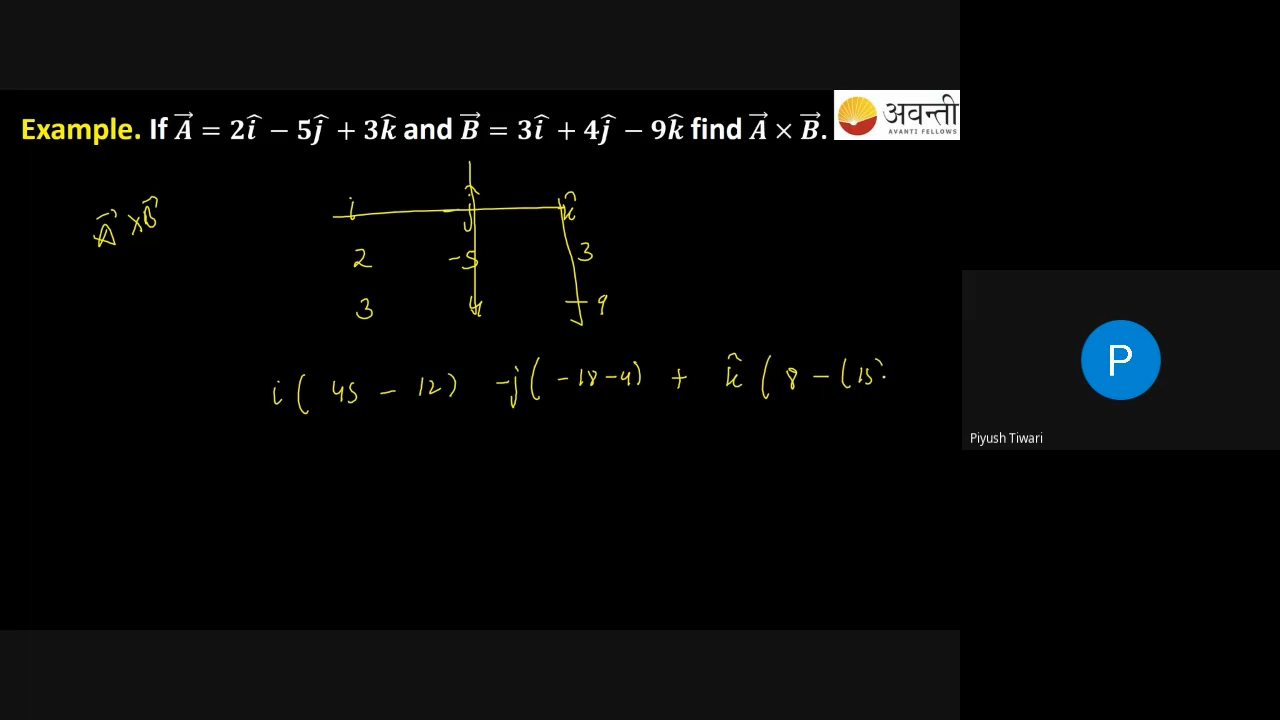 Example. If A⃗ = 2î − 5ĵ + 3k̂ and B⃗ = 3î + 4ĵ − 9k̂ find A⃗ × B⃗.
अवन्ती
AVANTI FELLOWS
A⃗ × B⃗
i ĵ k̂
2 -5 3
3 4 -9
i ( 45 - 12) -j ( -18 - 9) + k̂ ( 8 - (15)
P
Piyush Tiwari